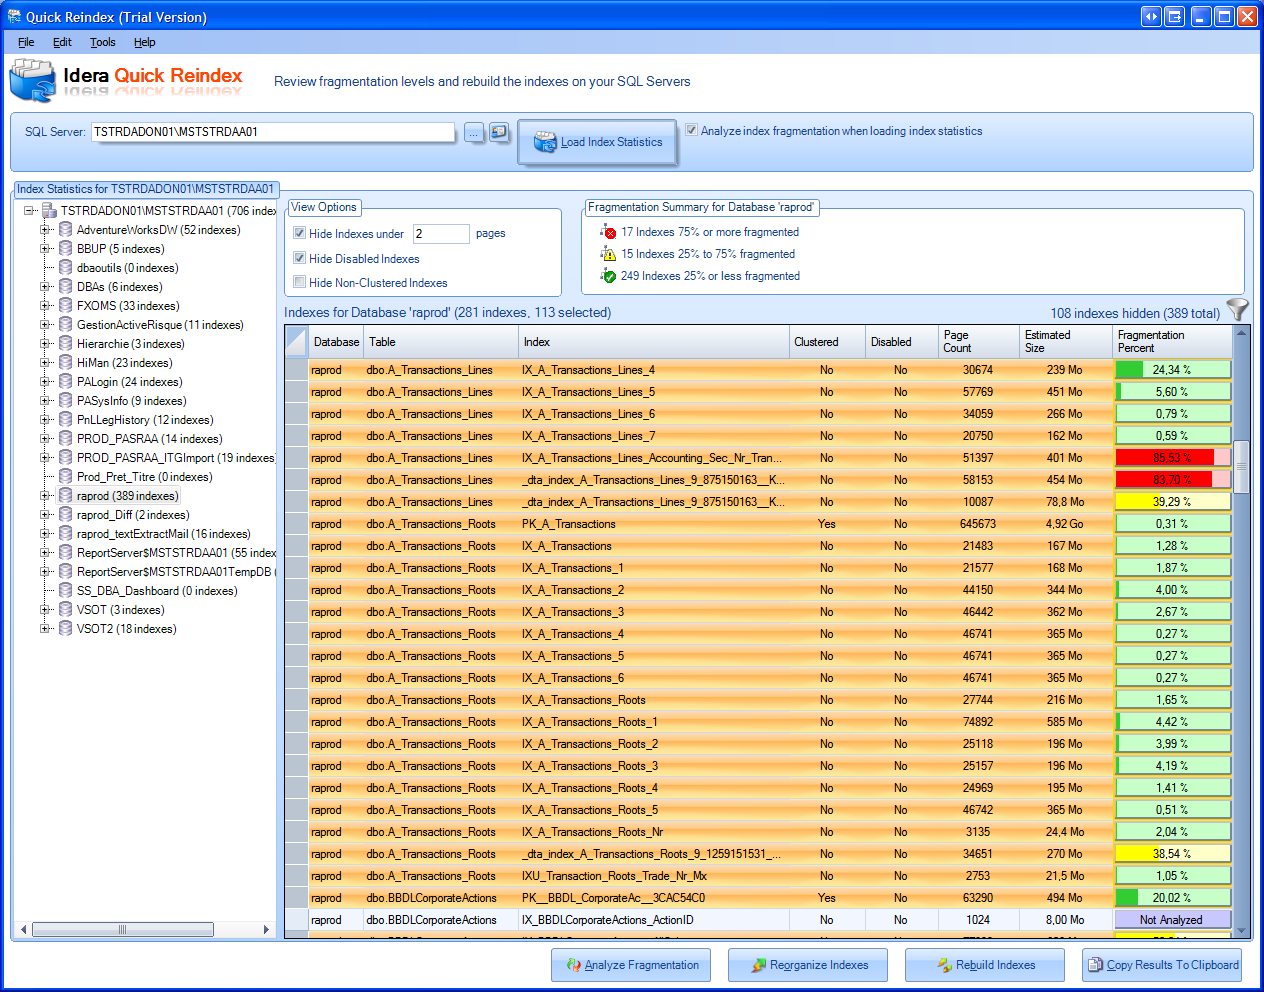 Quick Reindex (Trial Version)
File Edit Tools Help
Idera Quick Reindex
Review fragmentation levels and rebuild the indexes on your SQL Servers
SQL Server: TSTRDADON01\MSTSTRDAA01 ... Load Index Statistics Analyze index fragmentation when loading index statistics
Index Statistics for TSTRDADON01\MSTSTRDAA01
TSTRDADON01\MSTSTRDAA01 (706 index
AdventureWorksDW (52 indexes)
BBUP (5 indexes)
dbaoutils (0 indexes)
DBAs (6 indexes)
FXOMS (33 indexes)
GestionActiveRisque (11 indexes)
Hierarchie (3 indexes)
HiMan (23 indexes)
PALogin (24 indexes)
PASysInfo (9 indexes)
PnLLegHistory (12 indexes)
PROD_PASRAA (14 indexes)
PROD_PASRAA_ITGImport (19 indexes)
Prod_Pret_Titre (0 indexes)
raprod (389 indexes)
raprod_Diff (2 indexes)
raprod_textExtractMail (16 indexes)
ReportServer$MSTSTRDAA01 (55 index
ReportServer$MSTSTRDAA01TempDB (
SS_DBA_Dashboard (0 indexes)
VSOT (3 indexes)
VSOT2 (18 indexes)
View Options
Hide Indexes under 2 pages
Hide Disabled Indexes
Hide Non-Clustered Indexes
Fragmentation Summary for Database 'raprod'
17 Indexes 75% or more fragmented
15 Indexes 25% to 75% fragmented
249 Indexes 25% or less fragmented
Indexes for Database 'raprod' (281 indexes, 113 selected) 108 indexes hidden (389 total)
Database Table Index Clustered Disabled Page Count Estimated Size Fragmentation Percent
raprod dbo.A_Transactions_Lines IX_A_Transactions_Lines_4 No No 30674 239 Mo 24,34 %
raprod dbo.A_Transactions_Lines IX_A_Transactions_Lines_5 No No 57769 451 Mo 5,60 %
raprod dbo.A_Transactions_Lines IX_A_Transactions_Lines_6 No No 34059 266 Mo 0,79 %
raprod dbo.A_Transactions_Lines IX_A_Transactions_Lines_7 No No 20750 162 Mo 0,59 %
raprod dbo.A_Transactions_Lines IX_A_Transactions_Lines_Accounting_Sec_Nr_Tran... No No 51397 401 Mo 85,53 %
raprod dbo.A_Transactions_Lines _dta_index_A_Transactions_Lines_9_875150163__K... No No 58153 454 Mo 83,70 %
raprod dbo.A_Transactions_Lines _dta_index_A_Transactions_Lines_9_875150163__K... No No 10087 78,8 Mo 39,29 %
raprod dbo.A_Transactions_Roots PK_A_Transactions Yes No 645673 4,92 Go 0,31 %
raprod dbo.A_Transactions_Roots IX_A_Transactions No No 21483 167 Mo 1,28 %
raprod dbo.A_Transactions_Roots IX_A_Transactions_1 No No 21577 168 Mo 1,87 %
raprod dbo.A_Transactions_Roots IX_A_Transactions_2 No No 44150 344 Mo 4,00 %
raprod dbo.A_Transactions_Roots IX_A_Transactions_3 No No 46442 362 Mo 2,67 %
raprod dbo.A_Transactions_Roots IX_A_Transactions_4 No No 46741 365 Mo 0,27 %
raprod dbo.A_Transactions_Roots IX_A_Transactions_5 No No 46741 365 Mo 0,27 %
raprod dbo.A_Transactions_Roots IX_A_Transactions_6 No No 46741 365 Mo 0,27 %
raprod dbo.A_Transactions_Roots IX_A_Transactions_Roots No No 27744 216 Mo 1,65 %
raprod dbo.A_Transactions_Roots IX_A_Transactions_Roots_1 No No 74892 585 Mo 4,42 %
raprod dbo.A_Transactions_Roots IX_A_Transactions_Roots_2 No No 25118 196 Mo 3,99 %
raprod dbo.A_Transactions_Roots IX_A_Transactions_Roots_3 No No 25157 196 Mo 4,19 %
raprod dbo.A_Transactions_Roots IX_A_Transactions_Roots_4 No No 24969 195 Mo 1,41 %
raprod dbo.A_Transactions_Roots IX_A_Transactions_Roots_5 No No 46742 365 Mo 0,51 %
raprod dbo.A_Transactions_Roots IX_A_Transactions_Roots_Nr No No 3135 24,4 Mo 2,04 %
raprod dbo.A_Transactions_Roots _dta_index_A_Transactions_Roots_9_1259151531_... No No 34651 270 Mo 38,54 %
raprod dbo.A_Transactions_Roots IXU_Transaction_Roots_Trade_Nr_Mx No No 2753 21,5 Mo 1,05 %
raprod dbo.BBDLCorporateActions PK__BBDL_CorporateAc__3CAC54C0 Yes No 63290 494 Mo 20,02 %
raprod dbo.BBDLCorporateActions IX_BBDLCorporateActions_ActionID No No 1024 8,00 Mo Not Analyzed
Analyze Fragmentation Reorganize Indexes Rebuild Indexes Copy Results To Clipboard